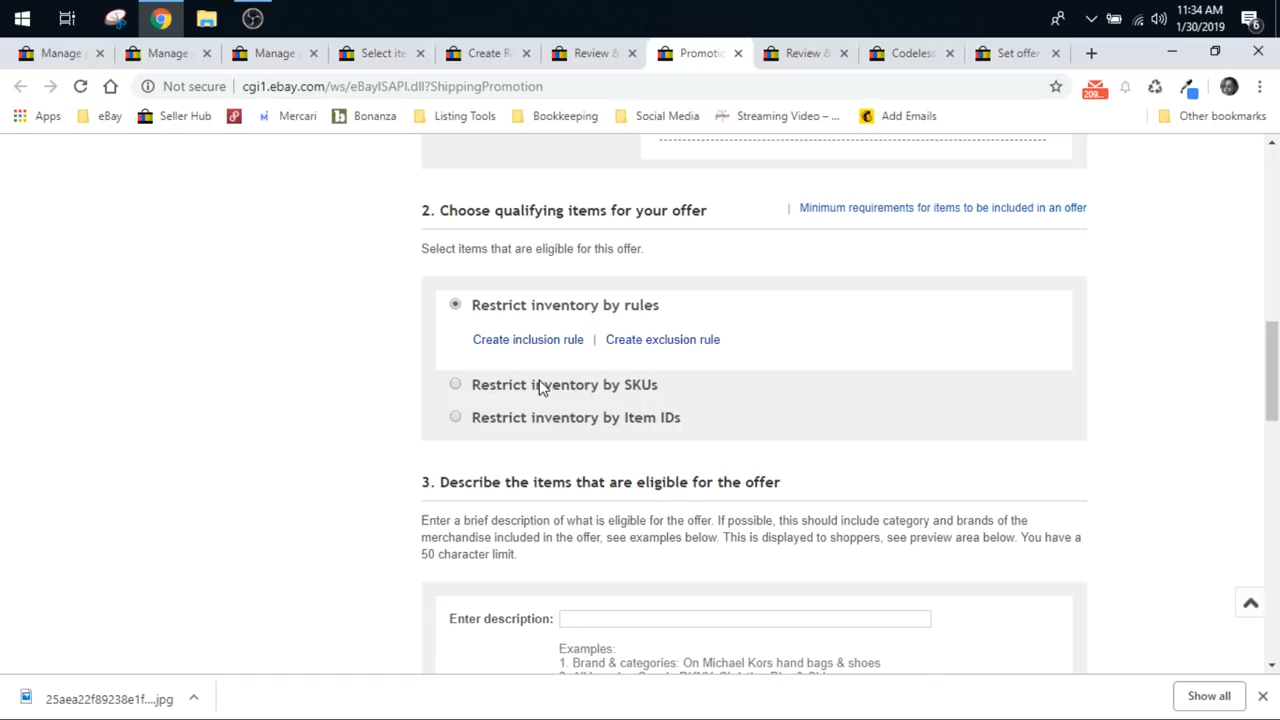 11:34 AM
1/30/2019
6
Manage
Manage
Manage
Select ite
Create R
Review &
Promotio
Review &
Codeless
Set offer
Not secure
cgi1.ebay.com/ws/eBayISAPI.dll?ShippingPromotion
209...
Apps
eBay
Seller Hub
Mercari
Bonanza
Listing Tools
Bookkeeping
Social Media
Streaming Video – ...
Add Emails
Other bookmarks
2. Choose qualifying items for your offer
| Minimum requirements for items to be included in an offer
Select items that are eligible for this offer.
Restrict inventory by rules
Create inclusion rule | Create exclusion rule
Restrict inventory by SKUs
Restrict inventory by Item IDs
3. Describe the items that are eligible for the offer
Enter a brief description of what is eligible for the offer. If possible, this should include category and brands of the
merchandise included in the offer, see examples below. This is displayed to shoppers, see preview area below. You have a
50 character limit.
Enter description:
Examples:
1. Brand & categories: On Michael Kors hand bags & shoes
25aea22f89238e1f....jpg
Show all